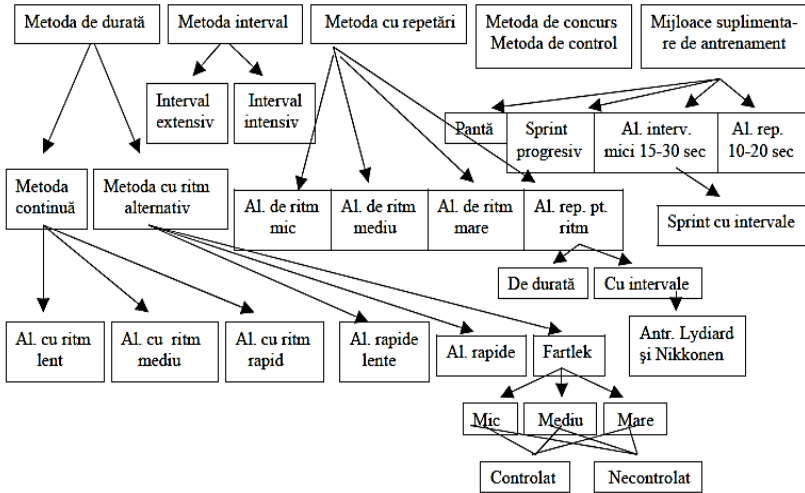 Metoda de durată
Metoda interval
Metoda cu repetări
Metoda de concurs
Metoda de control
Mijloace suplimenta-
re de antrenament
Interval
extensiv
Interval
intensiv
Pantă
Sprint
progresiv
Al. interv.
mici 15-30 sec
Al. rep.
10-20 sec
Metoda
continuă
Metoda cu ritm
alternativ
Al. de ritm
mic
Al. de ritm
mediu
Al. de ritm
mare
Al. rep. pt.
ritm
Sprint cu intervale
De durată
Cu intervale
Al. cu ritm
lent
Al. cu ritm
mediu
Al. cu ritm
rapid
Al. rapide
lente
Al. rapide
Fartlek
Antr. Lydiard
şi Nikkonen
Mic
Mediu
Mare
Controlat
Necontrolat